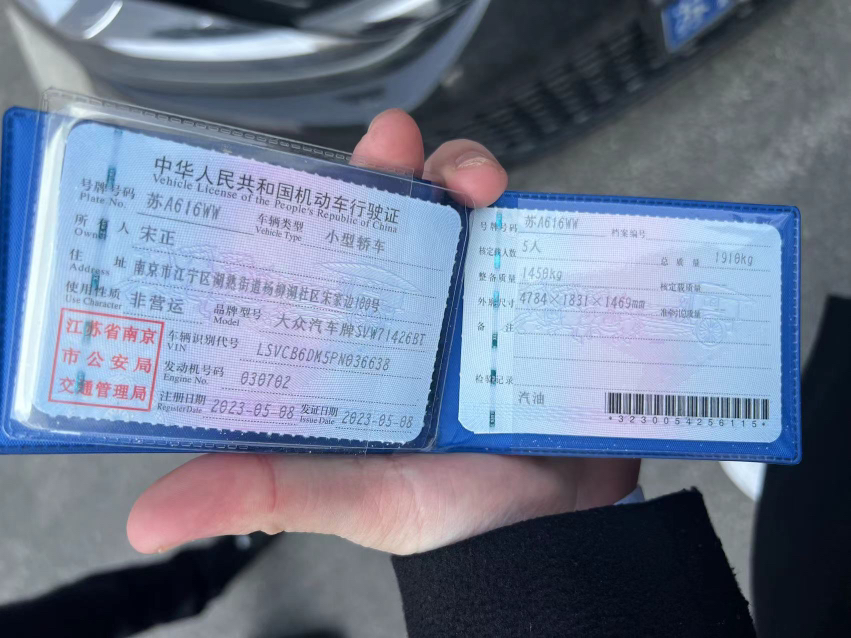 中华人民共和国机动车行驶证
Vehicle License of the People's Republic of China
号牌号码 苏A616WW 车辆类型 小型轿车
Plate No. Vehicle Type
所有人 宋正
Owner
住址 南京市江宁区湖熟街道杨柳湖社区宋家边100号
Address
使用性质 非营运 品牌型号 大众汽车牌SVW71426BT
Use Character Model
江苏省南京
市公安局
交通管理局
车辆识别代号 LSVCB6DM5PN036638
VIN
发动机号码 030702
Engine No.
注册日期 2023-05-08 发证日期 2023-05-08
Register Date Issue Date
号牌号码 苏A616WW 档案编号
核定载人数 5人 总质量 1910kg
整备质量 1450kg 核定载质量
外廓尺寸 4784×1831×1469mm 准牵引总质量
备注
检验记录
汽油
*3230054256115*
苏